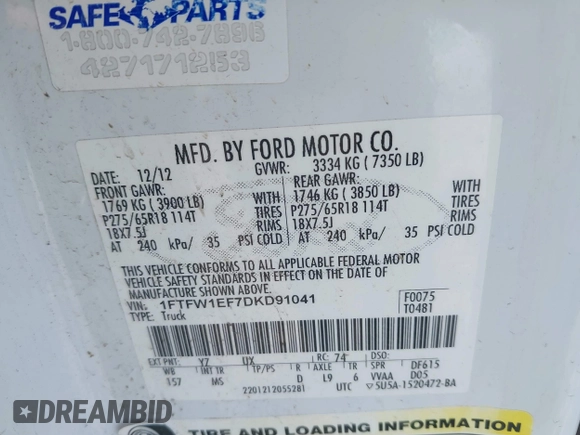 SAFE PARTS
1-800-742-7896
4271712153
MFD. BY FORD MOTOR CO.
DATE: 12/12 GVWR: 3334 KG ( 7350 LB)
FRONT GAWR: REAR GAWR:
1769 KG ( 3900 LB) WITH 1746 KG ( 3850 LB) WITH
P275/65R18 114T TIRES P275/65R18 114T TIRES
18X7.5J RIMS 18X7.5J RIMS
AT 240 kPa/ 35 PSI COLD AT 240 kPa/ 35 PSI COLD
THIS VEHICLE CONFORMS TO ALL APPLICABLE FEDERAL MOTOR
VEHICLE SAFETY STANDARDS IN EFFECT ON THE DATE OF
MANUFACTURE SHOWN ABOVE.
VIN: 1FTFW1EF7DKD91041 F0075
TYPE: Truck T0481
EXT PNT: YZ UX RC: 74 DSO:
WB INT TR TP/PS R AXLE TR SPR DF615
157 MS D L9 6 VVAA D05
2201212055281 UTC 5U5A-1520472-BA
TIRE AND LOADING INFORMATION
DREAMBID